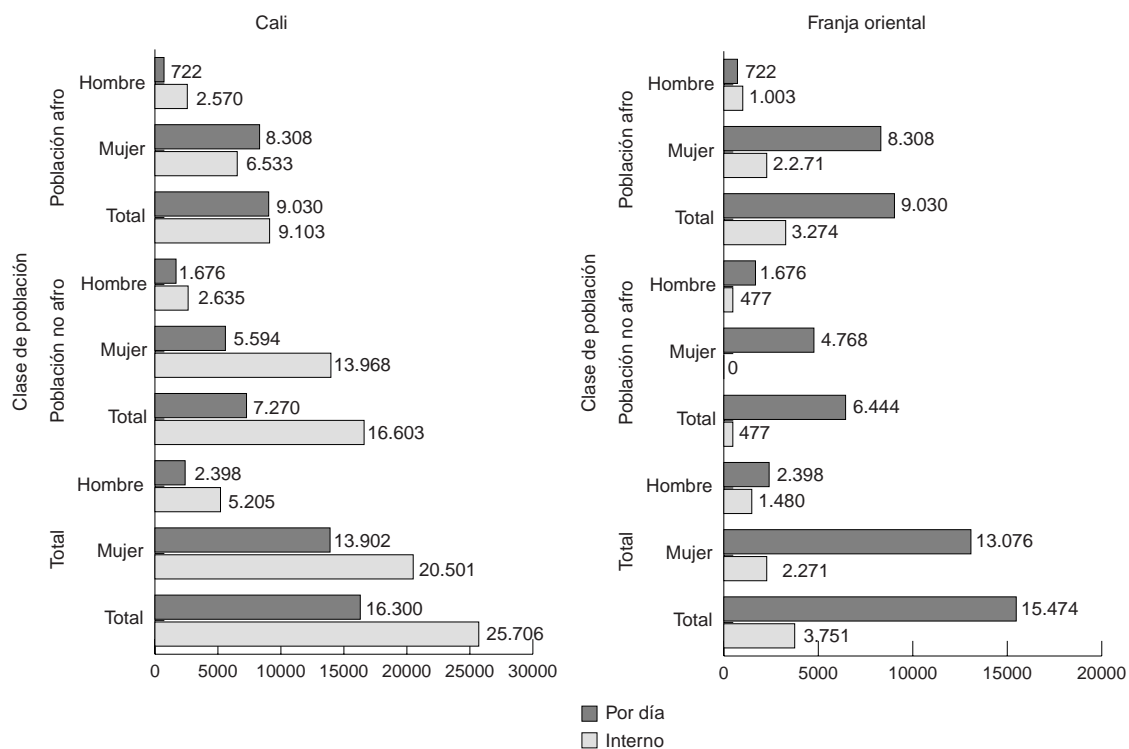 Cali
Clase de población
Población afro
Hombre
722
2.570
Mujer
8.308
6.533
Total
9.030
9.103
Población no afro
Hombre
1.676
2.635
Mujer
5.594
13.968
Total
7.270
16.603
Total
Hombre
2.398
5.205
Mujer
13.902
20.501
Total
16.300
25.706
0 5000 10000 15000 20000 25000 30000
Franja oriental
Clase de población
Población afro
Hombre
722
1.003
Mujer
8.308
2.2.71
Total
9.030
3.274
Población no afro
Hombre
1.676
477
Mujer
4.768
0
Total
6.444
477
Total
Hombre
2.398
1.480
Mujer
13.076
2.271
Total
15.474
3.751
0 5000 10000 15000 20000
Por día
Interno